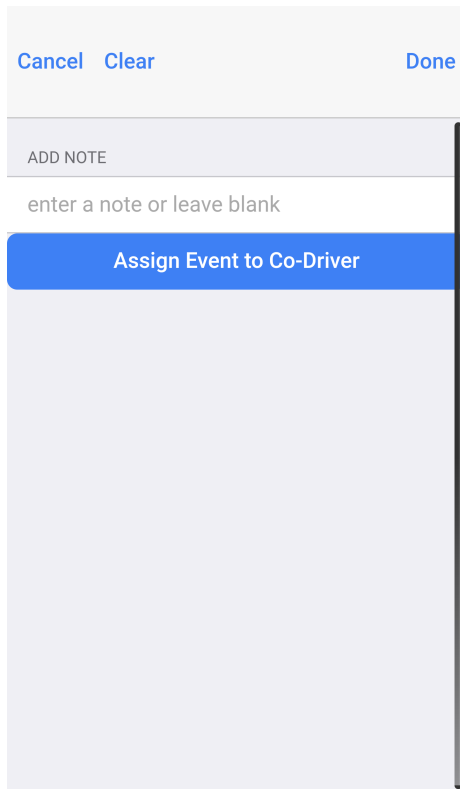 Cancel Clear Done
ADD NOTE
enter a note or leave blank
Assign Event to Co-Driver